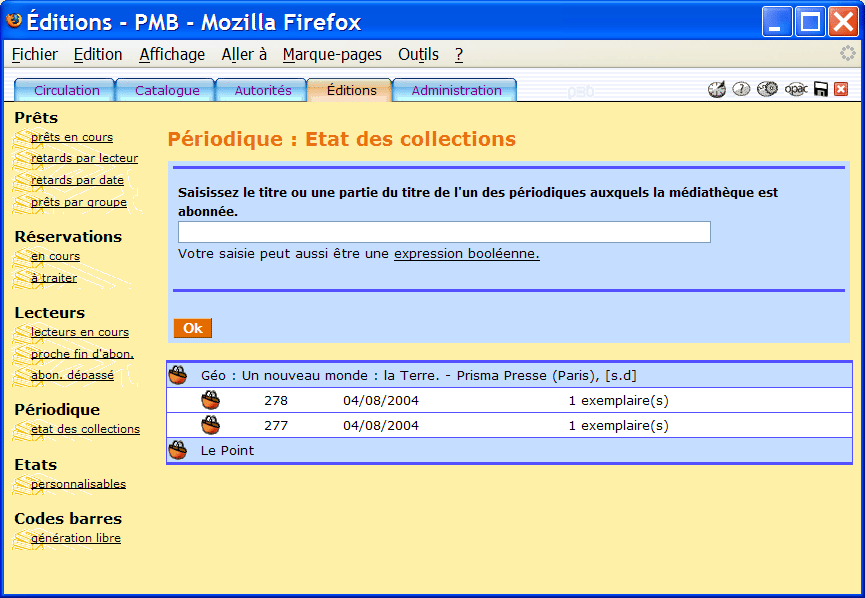 Éditions - PMB - Mozilla Firefox
Fichier Edition Affichage Aller à Marque-pages Outils ?
Circulation Catalogue Autorités Éditions Administration pmb opac
Prêts
prêts en cours
retards par lecteur
retards par date
prêts par groupe
Réservations
en cours
à traiter
Lecteurs
lecteurs en cours
proche fin d'abon.
abon. dépassé
Périodique
etat des collections
Etats
personnalisables
Codes barres
génération libre
Périodique : Etat des collections
Saisissez le titre ou une partie du titre de l'un des périodiques auxquels la médiathèque est
abonnée.
Votre saisie peut aussi être une expression booléenne.
Ok
Géo : Un nouveau monde : la Terre. - Prisma Presse (Paris), [s.d]
278 04/08/2004 1 exemplaire(s)
277 04/08/2004 1 exemplaire(s)
Le Point